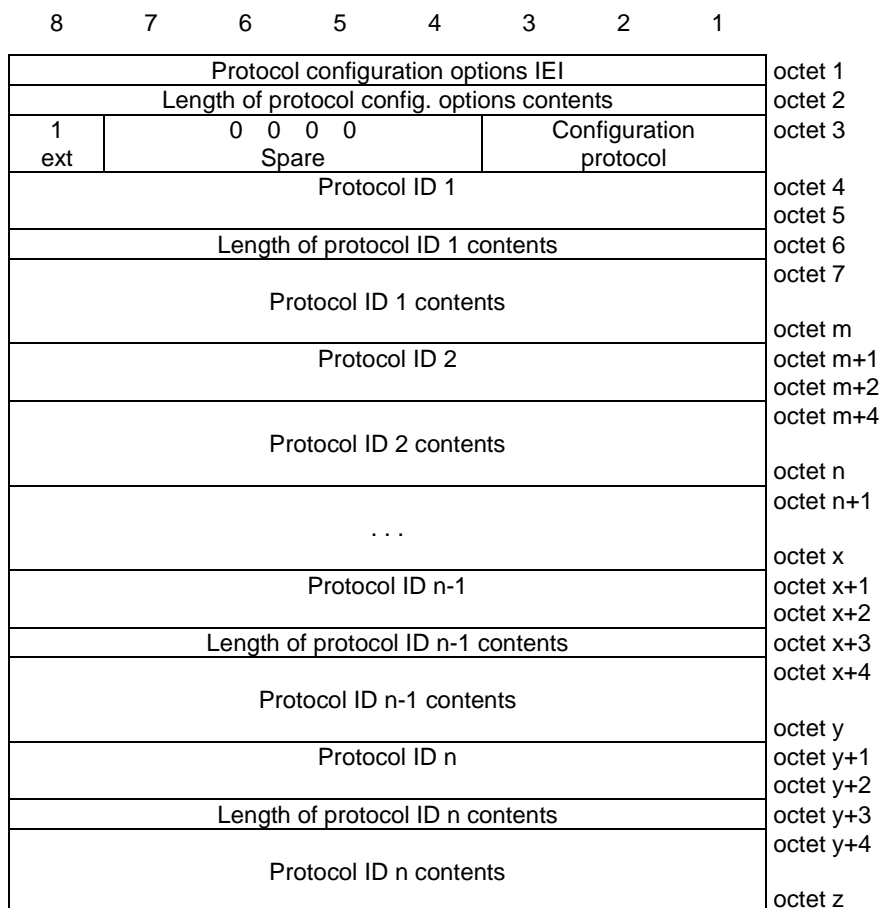 8 7 6 5 4 3 2 1
Protocol configuration options IEI octet 1
Length of protocol config. options contents octet 2
1 0 0 0 0 Configuration octet 3
ext Spare protocol
Protocol ID 1 octet 4
octet 5
Length of protocol ID 1 contents octet 6
octet 7
Protocol ID 1 contents
octet m
Protocol ID 2 octet m+1
octet m+2
octet m+4
Protocol ID 2 contents
octet n
octet n+1
. . .
octet x
Protocol ID n-1 octet x+1
octet x+2
Length of protocol ID n-1 contents octet x+3
octet x+4
Protocol ID n-1 contents
octet y
Protocol ID n octet y+1
octet y+2
Length of protocol ID n contents octet y+3
octet y+4
Protocol ID n contents
octet z